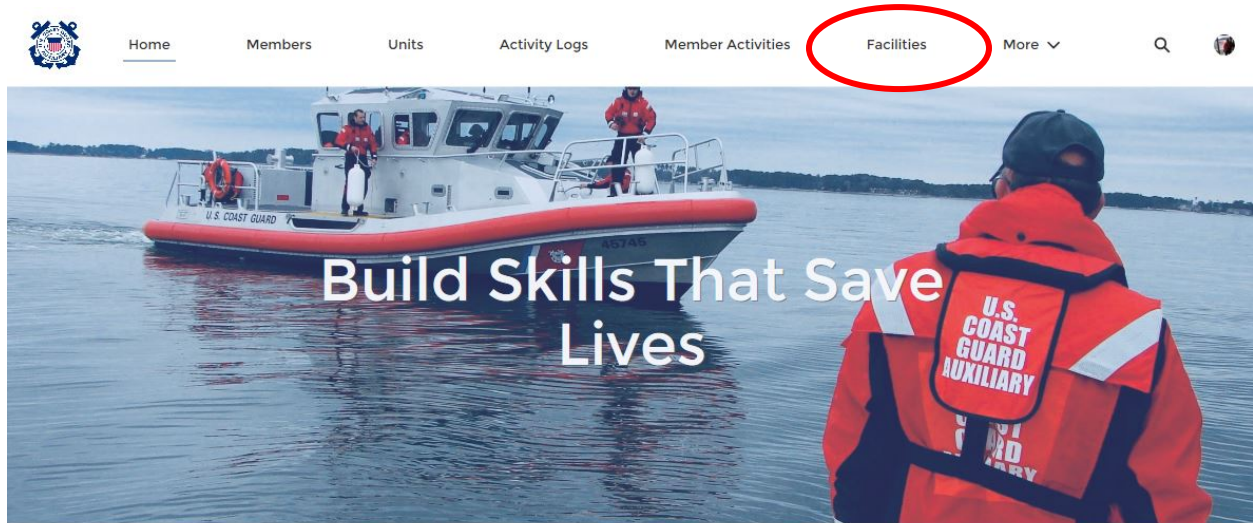 Home Members Units Activity Logs Member Activities Facilities More
U. S. COAST GUARD
45746
Build Skills That Save
Lives
U.S.
COAST
GUARD
AUXILIARY